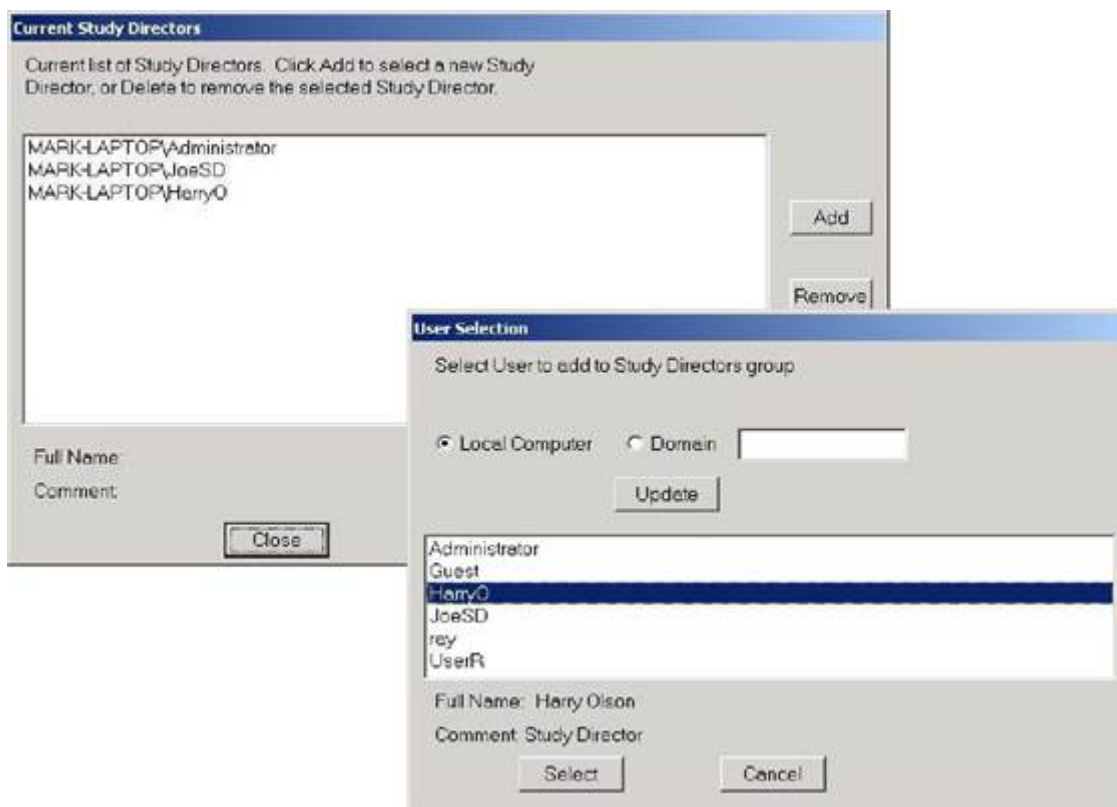 Current Study Directors
Current list of Study Directors. Click Add to select a new Study
Director, or Delete to remove the selected Study Director.
MARK-LAPTOP\Administrator
MARK-LAPTOP\JoeSD
MARK-LAPTOP\HarryO
Add
Remove
Full Name:
Comment:
Close
User Selection
Select User to add to Study Directors group
Local Computer
Domain
Update
Administrator
Guest
HarryO
JoeSD
rey
UserR
Full Name: Harry Olson
Comment: Study Director
Select
Cancel